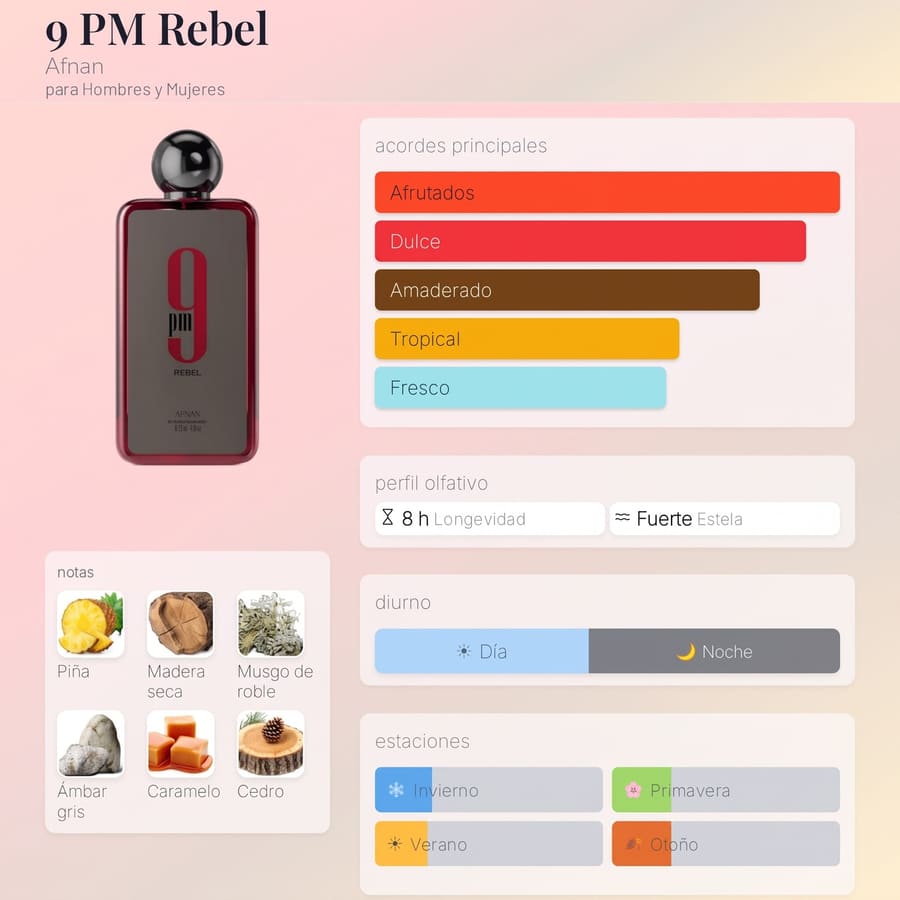 9 PM Rebel
Afnan
para Hombres y Mujeres
9
pm
REBEL
AFNAN
acordes principales
Afrutados
Dulce
Amaderado
Tropical
Fresco
perfil olfativo
8 h Longevidad
Fuerte Estela
diurno
Día
Noche
notas
Piña
Madera
seca
Musgo de
roble
Ámbar
gris
Caramelo
Cedro
estaciones
Invierno
Primavera
Verano
Otoño